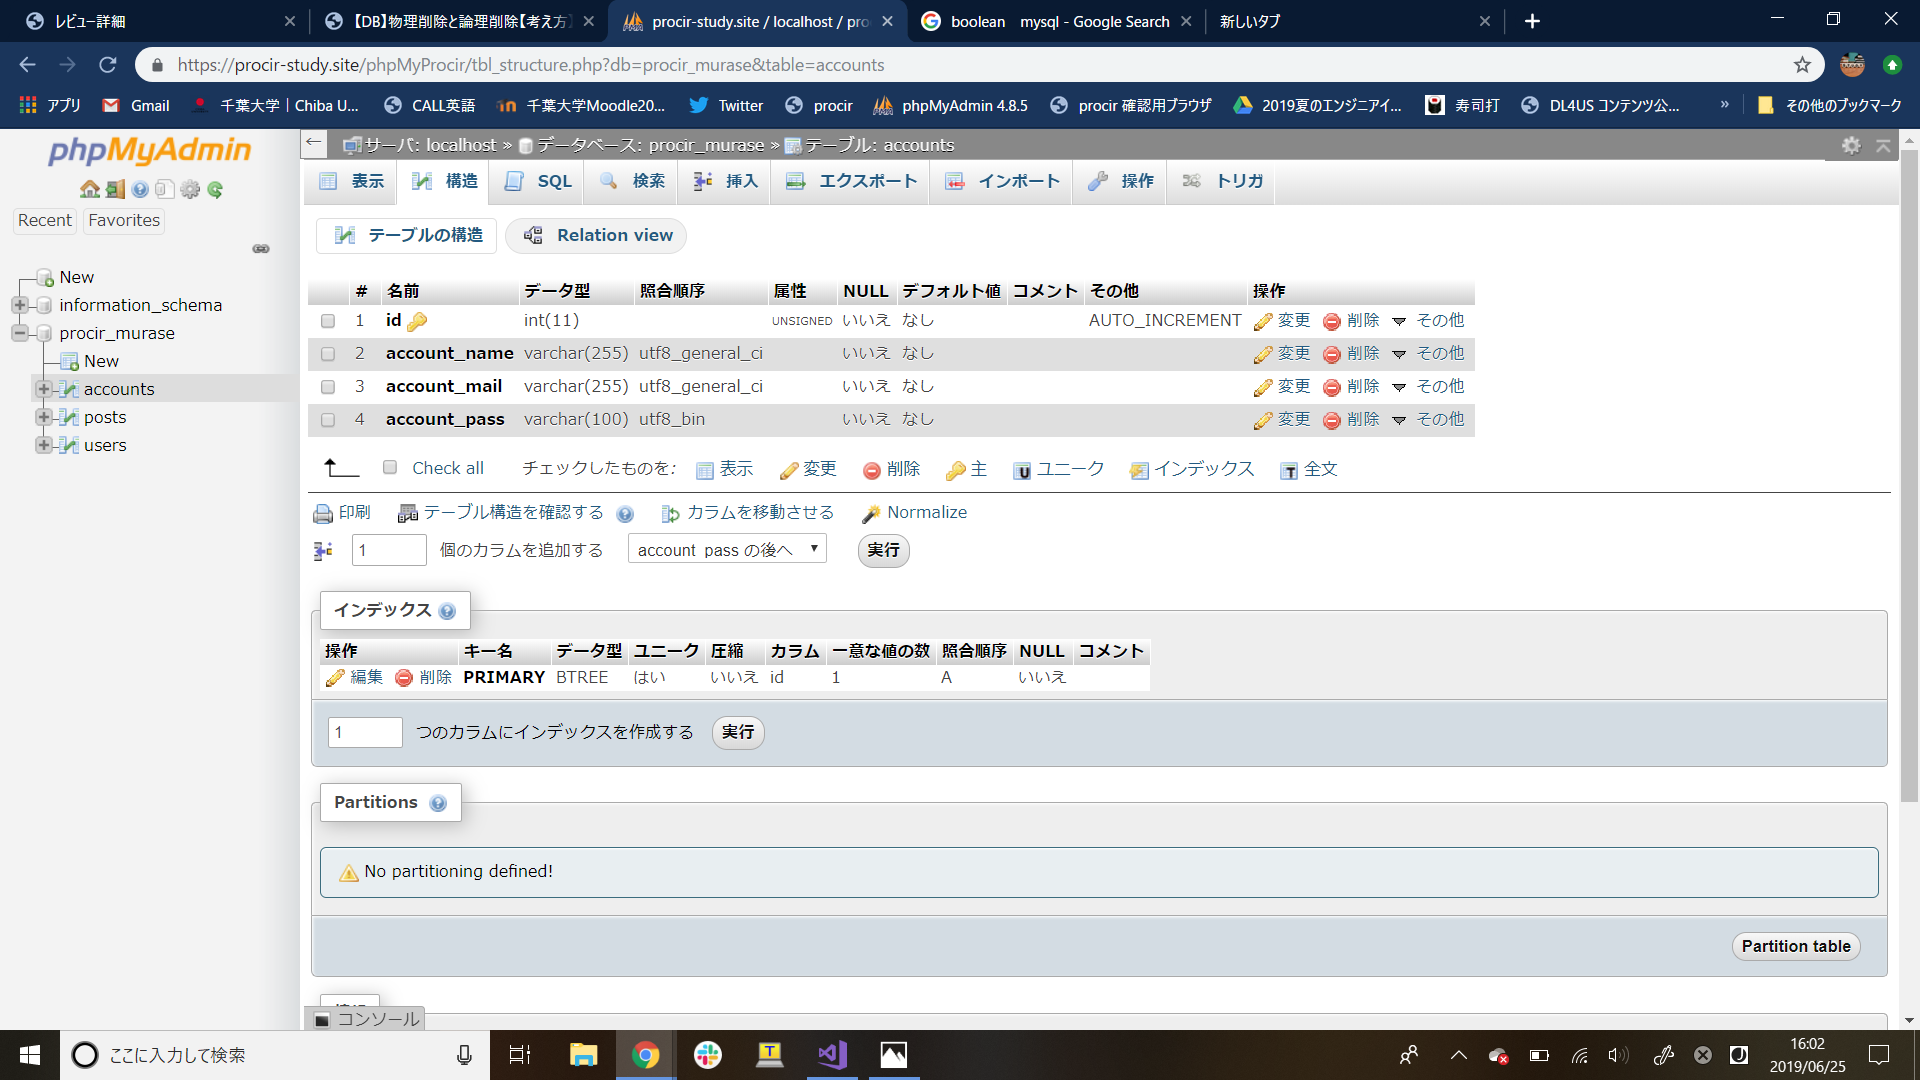 レビュー詳細
【DB】物理削除と論理削除【考え方】
procir-study.site / localhost / pro
boolean mysql - Google Search
新しいタブ
https://procir-study.site/phpMyProcir/tbl_structure.php?db=procir_murase&table=accounts
アプリ
Gmail
千葉大学 | Chiba U...
CALL英語
千葉大学Moodle20...
Twitter
procir
phpMyAdmin 4.8.5
procir 確認用ブラウザ
2019夏のエンジニアイ...
寿司打
DL4US コンテンツ公...
»
その他のブックマーク
phpMyAdmin
Recent Favorites
New
information_schema
procir_murase
New
accounts
posts
users
サーバ: localhost » データベース: procir_murase » テーブル: accounts
表示 構造 SQL 検索 挿入 エクスポート インポート 操作 トリガ
テーブルの構造 Relation view
# 名前 データ型 照合順序 属性 NULL デフォルト値 コメント その他 操作
1 id int(11) UNSIGNED いいえ なし AUTO_INCREMENT 変更 削除 その他
2 account_name varchar(255) utf8_general_ci いいえ なし 変更 削除 その他
3 account_mail varchar(255) utf8_general_ci いいえ なし 変更 削除 その他
4 account_pass varchar(100) utf8_bin いいえ なし 変更 削除 その他
Check all チェックしたものを: 表示 変更 削除 主 ユニーク インデックス 全文
印刷 テーブル構造を確認する カラムを移動させる Normalize
1 個のカラムを追加する account_pass の後へ 実行
インデックス
操作 キー名 データ型 ユニーク 圧縮 カラム 一意な値の数 照合順序 NULL コメント
編集 削除 PRIMARY BTREE はい いいえ id 1 A いいえ
1 つのカラムにインデックスを作成する 実行
Partitions
No partitioning defined!
Partition table
コンソール
ここに入力して検索
16:02
2019/06/25